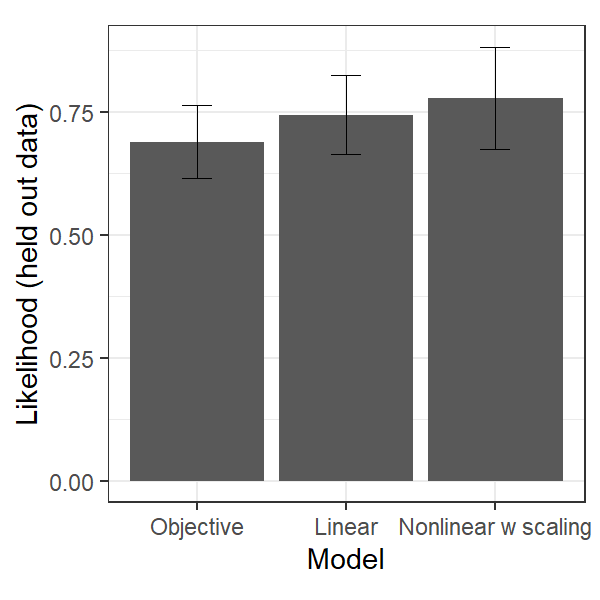 Likelihood (held out data)
0.75
0.50
0.25
0.00
Objective
Linear
Nonlinear w scaling
Model